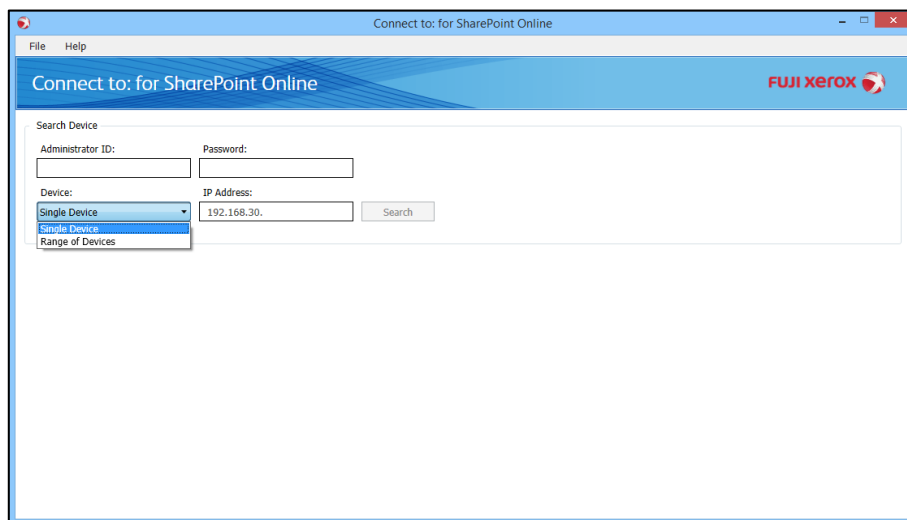 Connect to: for SharePoint Online
File Help
Connect to: for SharePoint Online
FUJI XEROX
Search Device
Administrator ID: Password:
Device: IP Address:
Single Device 192.168.30. Search
Single Device
Range of Devices